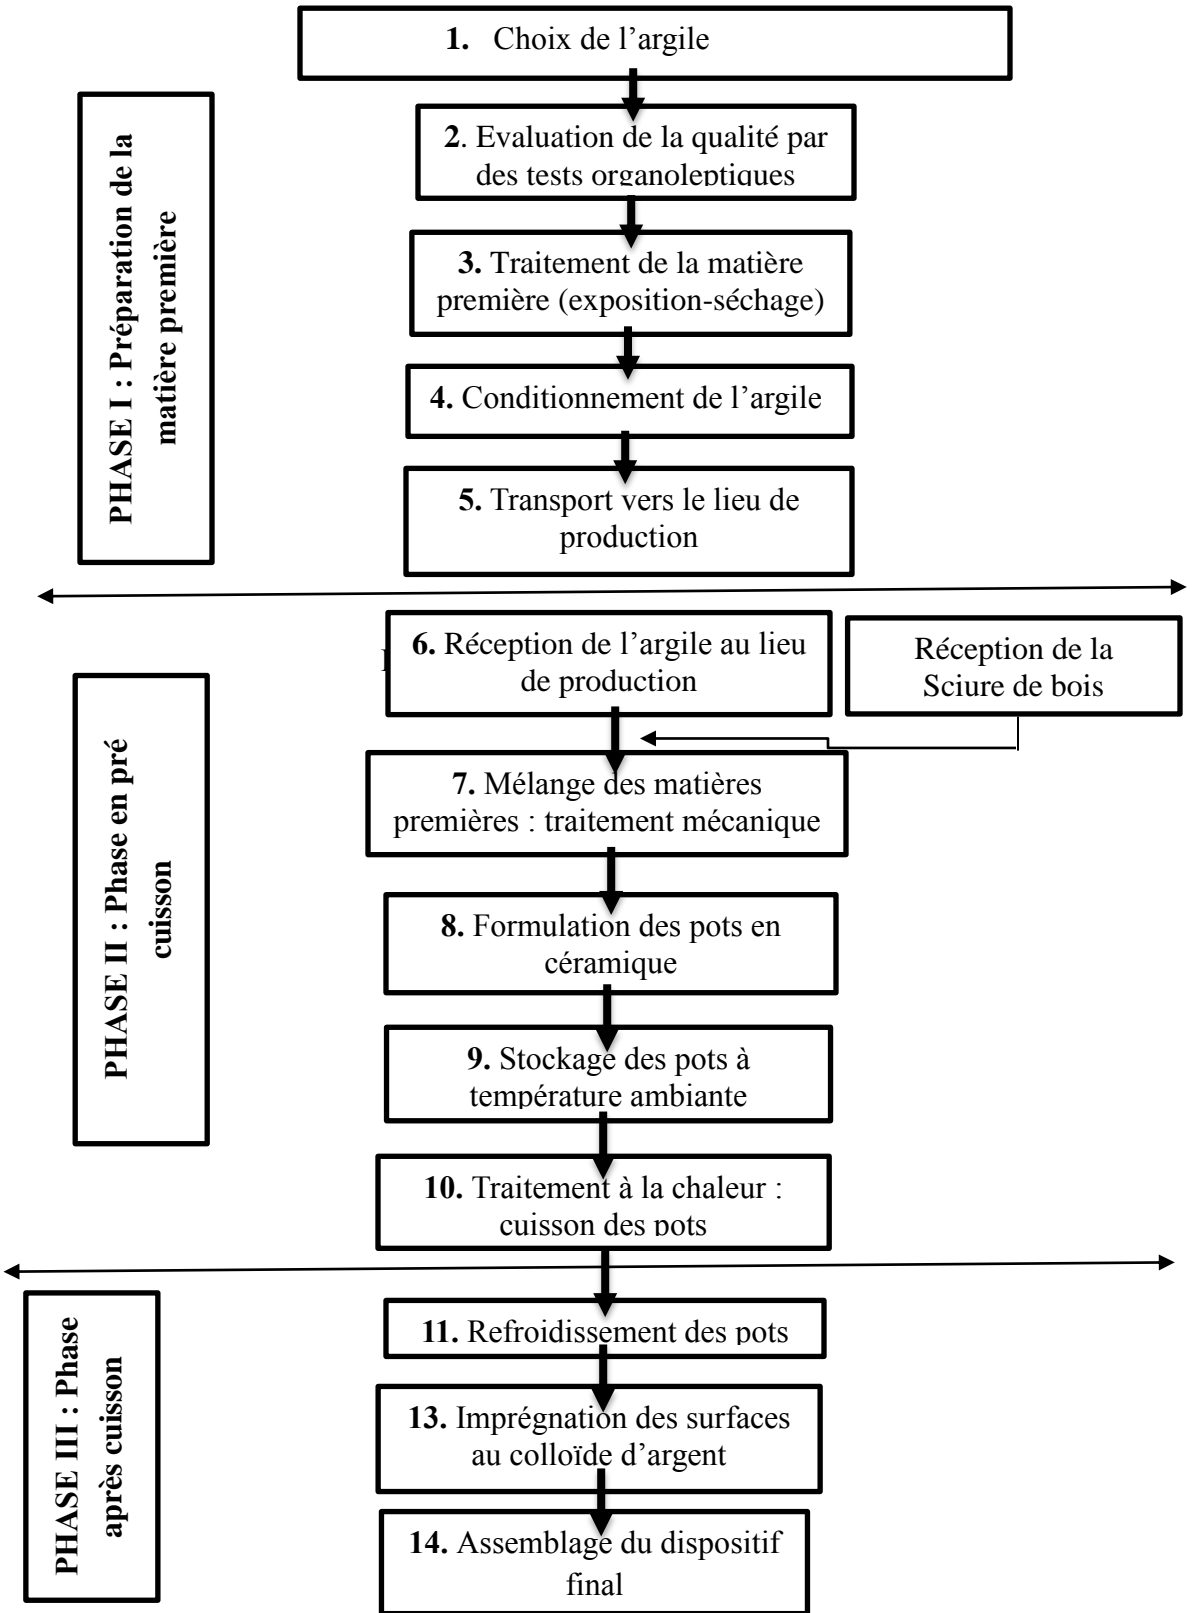 1. Choix de l’argile
PHASE I : Préparation de la
matière première
2. Evaluation de la qualité par
des tests organoleptiques
3. Traitement de la matière
première (exposition-séchage)
4. Conditionnement de l’argile
5. Transport vers le lieu de
production
PHASE II : Phase en pré
cuisson
6. Réception de l’argile au lieu
de production
Réception de la
Sciure de bois
7. Mélange des matières
premières : traitement mécanique
8. Formulation des pots en
céramique
9. Stockage des pots à
température ambiante
10. Traitement à la chaleur :
cuisson des pots
PHASE III : Phase
après cuisson
11. Refroidissement des pots
13. Imprégnation des surfaces
au colloïde d’argent
14. Assemblage du dispositif
final